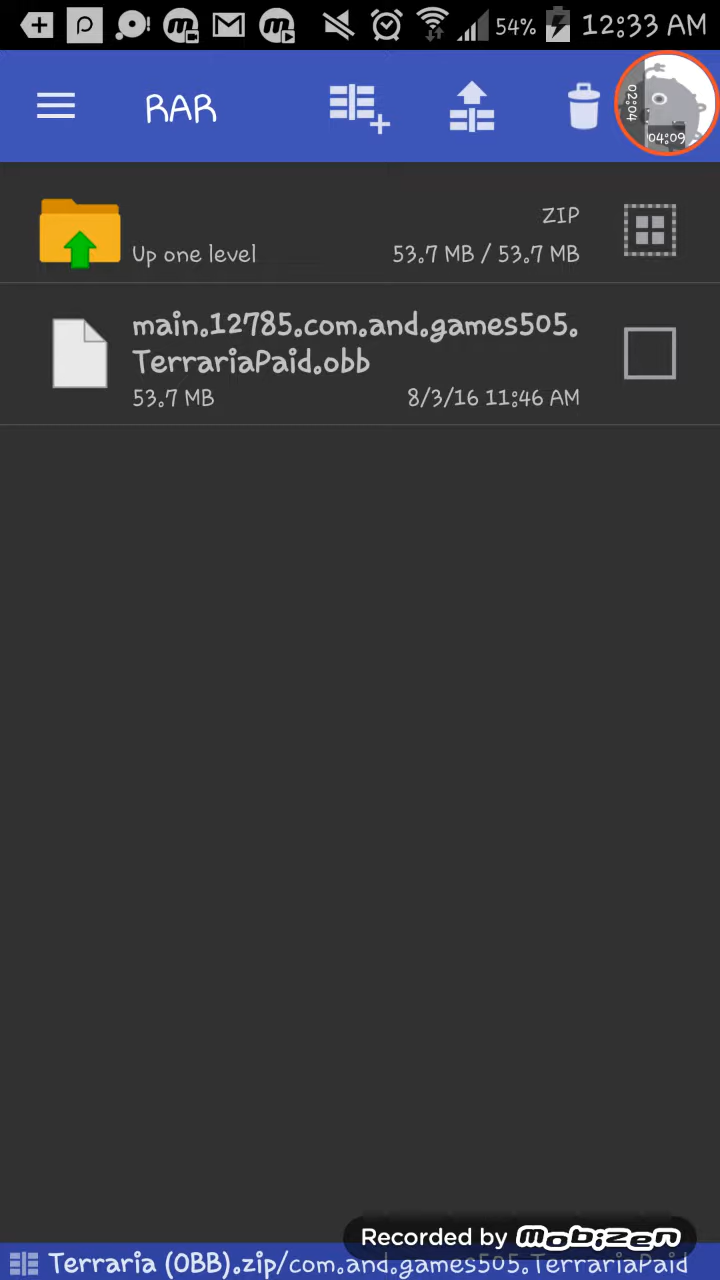 54% 12:33 AM
RAR
02:04
04:09
ZIP
Up one level 53.7 MB / 53.7 MB
main.12785.com.and.games505.
TerrariaPaid.obb
53.7 MB 8/3/16 11:46 AM
Recorded by mobizen
Terraria (OBB).zip/com.and.games505.TerrariaPaid